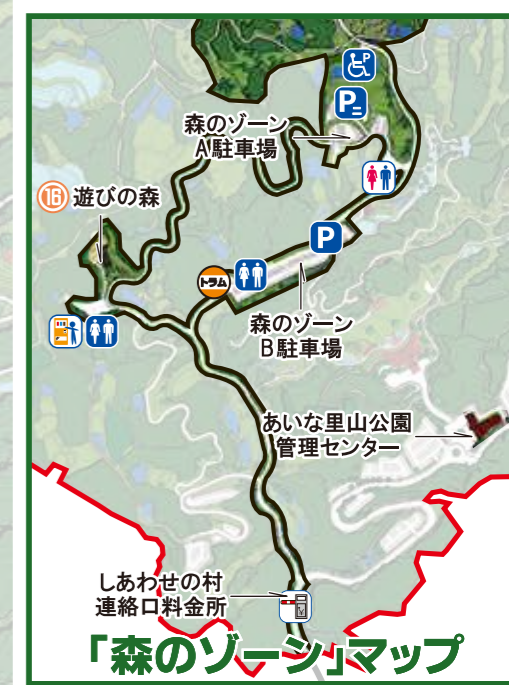 P
P
森のゾーン
A駐車場
⑯ 遊びの森
P
トラム
森のゾーン
B駐車場
あいな里山公園
管理センター
しあわせの村
連絡口料金所
「森のゾーン」マップ